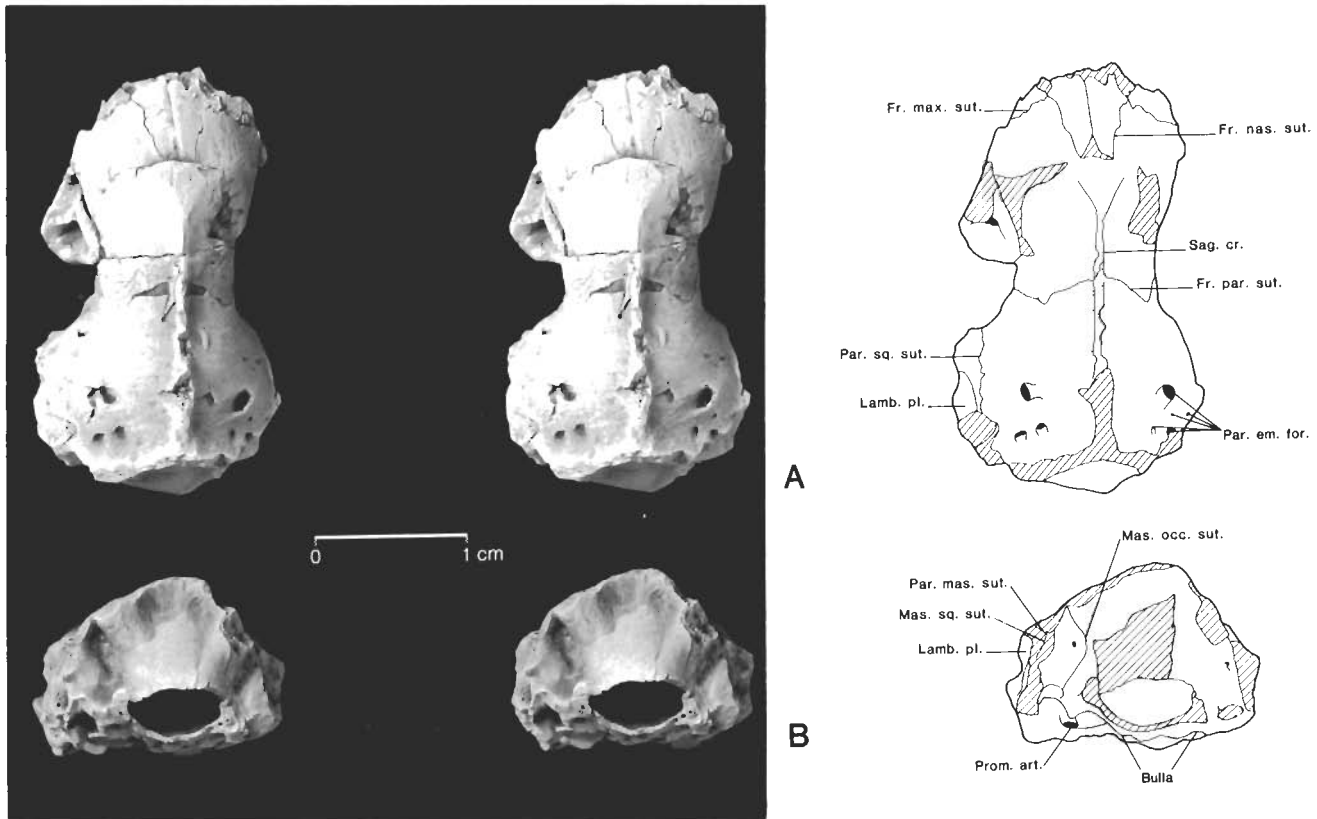 Fr. max. sut.
Fr. nas. sut.
Sag. cr.
Fr. par. sut.
Par. sq. sut.
Lamb. pl.
Par. em. for.
A
0
1 cm
Mas. occ. sut.
Par. mas. sut.
Mas. sq. sut.
Lamb. pl.
B
Prom. art.
Bulla